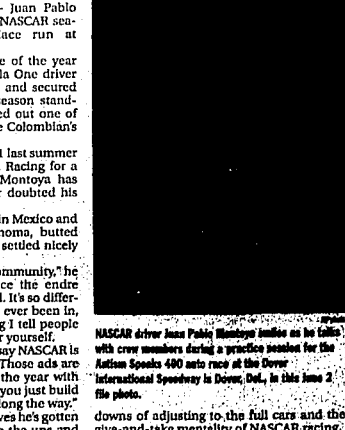 - Juan Pablo
NASCAR sea-
lace run at
e of the year
la One driver
and secured
eason stand-
ed out one of
e Colombian's
l last summer
Racing for a
Montoya has
r doubted his
in Mexico and
noma, butted
settled nicely
ommunity," he
ce the endre
l. It's so differ-
ever been in,
g I tell people
r yourself.
say NASCAR is
Those ads are
the year with
you just build
long the way."
ves he's gotten
NASCAR driver Juan Pablo Montoya smiles as he talks
with crew members during a practice session for the
Autism Speaks 400 auto race at the Dover
International Speedway in Dover, Del., in this June 2
file photo.
downs of adjusting to the full cars and the
give-and-take mentality of NASCAR racing.